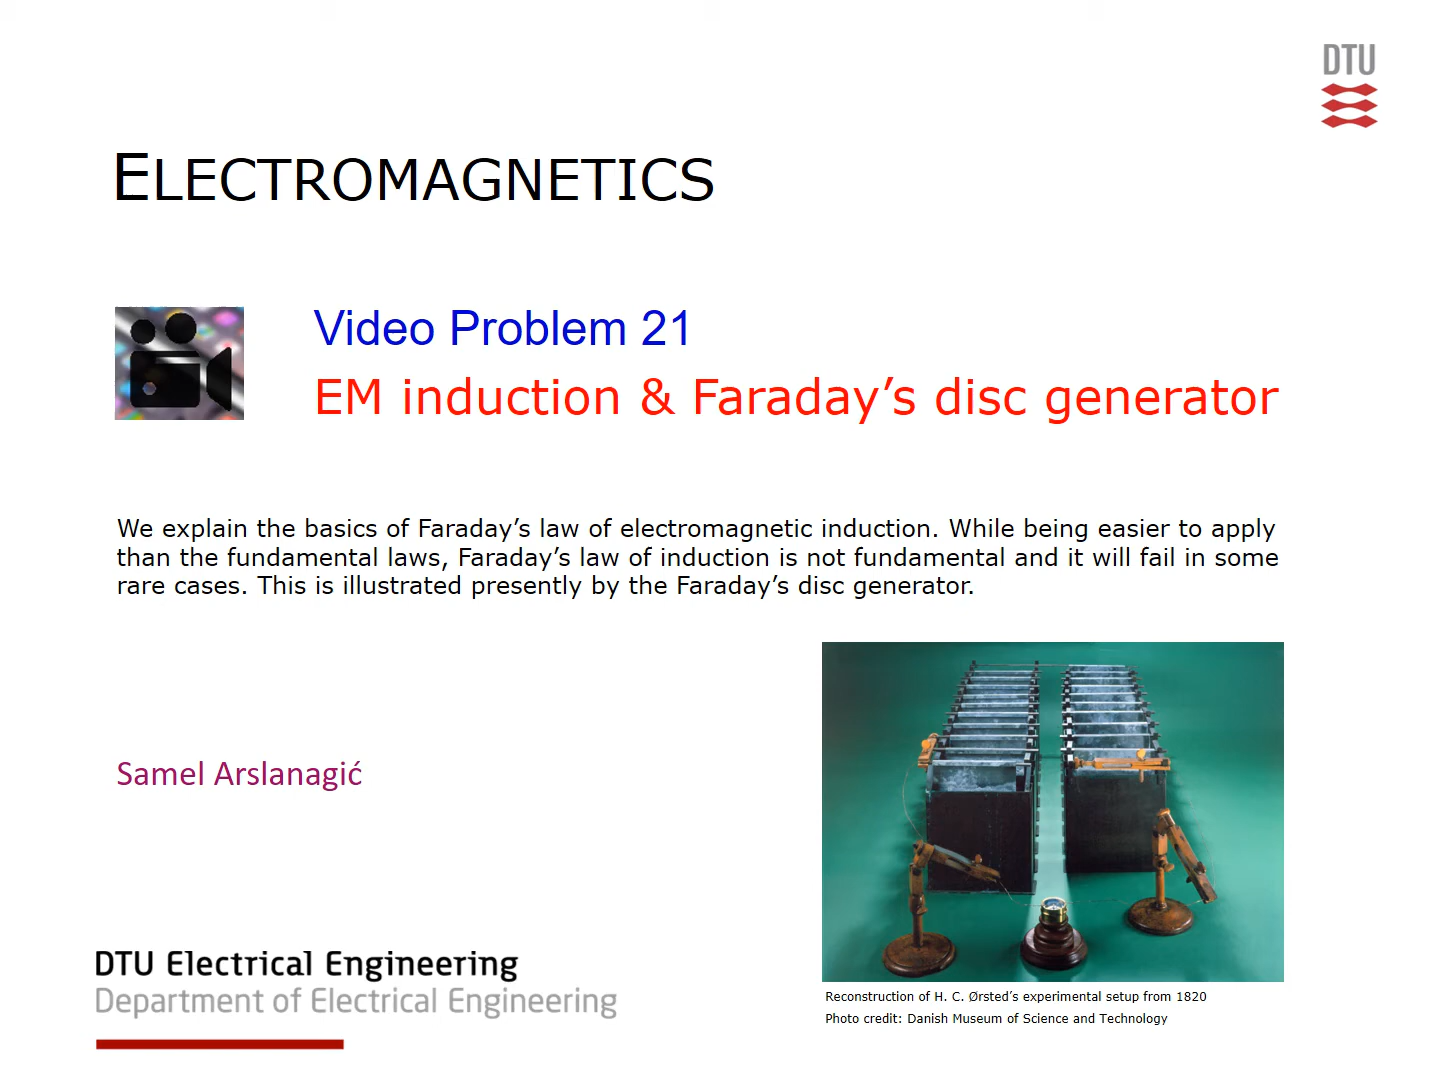 DTU
ELECTROMAGNETICS
Video Problem 21
EM induction & Faraday’s disc generator
We explain the basics of Faraday’s law of electromagnetic induction. While being easier to apply
than the fundamental laws, Faraday’s law of induction is not fundamental and it will fail in some
rare cases. This is illustrated presently by the Faraday’s disc generator.
Samel Arslanagić
DTU Electrical Engineering
Department of Electrical Engineering
Reconstruction of H. C. Ørsted’s experimental setup from 1820
Photo credit: Danish Museum of Science and Technology